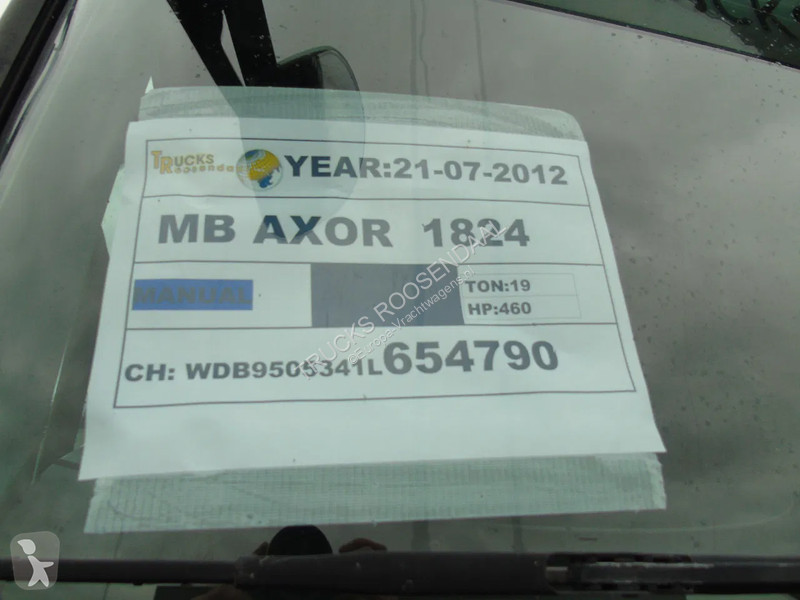 TRUCKS
Roosendaal
YEAR:21-07-2012
MB AXOR 1824
MANUAL
TON:19
HP:460
CH: WDB9505341L654790
TRUCKS ROOSENDAAL